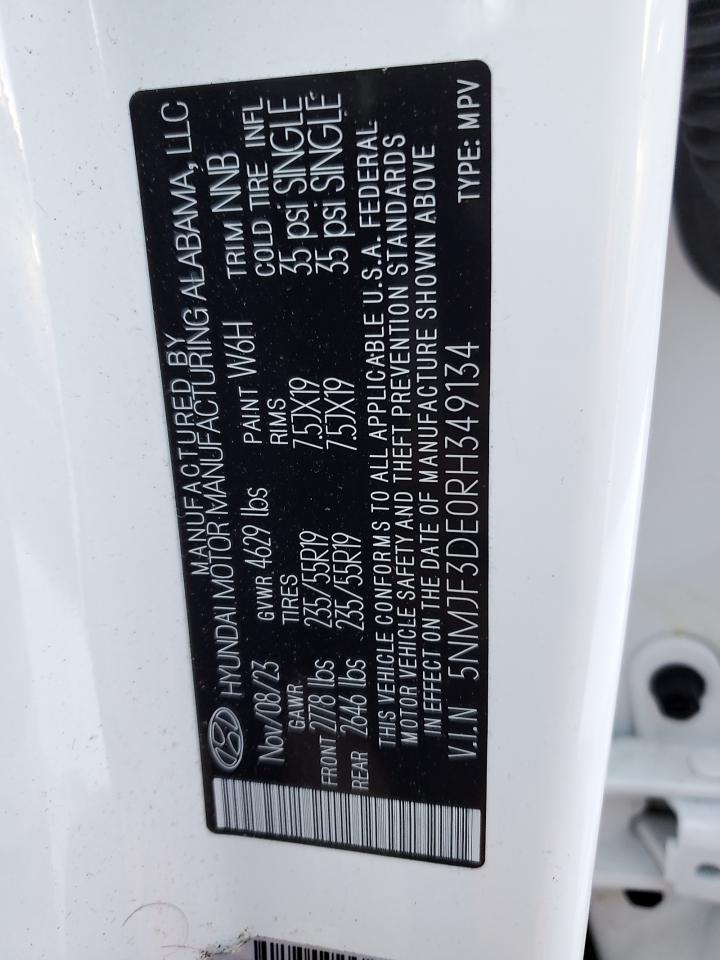 MANUFACTURED BY
HYUNDAI MOTOR MANUFACTURING ALABAMA, LLC
Nov/08/23 GVWR 4629 lbs PAINT W6H TRIM NNB
GAWR TIRES RIMS COLD TIRE INFL
FRONT 2778 lbs 235/55R19 7.5JX19 35 psi SINGLE
REAR 2646 lbs 235/55R19 7.5JX19 35 psi SINGLE
THIS VEHICLE CONFORMS TO ALL APPLICABLE U.S.A. FEDERAL
MOTOR VEHICLE SAFETY AND THEFT PREVENTION STANDARDS
IN EFFECT ON THE DATE OF MANUFACTURE SHOWN ABOVE
V.I.N 5NMJF3DE0RH349134 TYPE: MPV